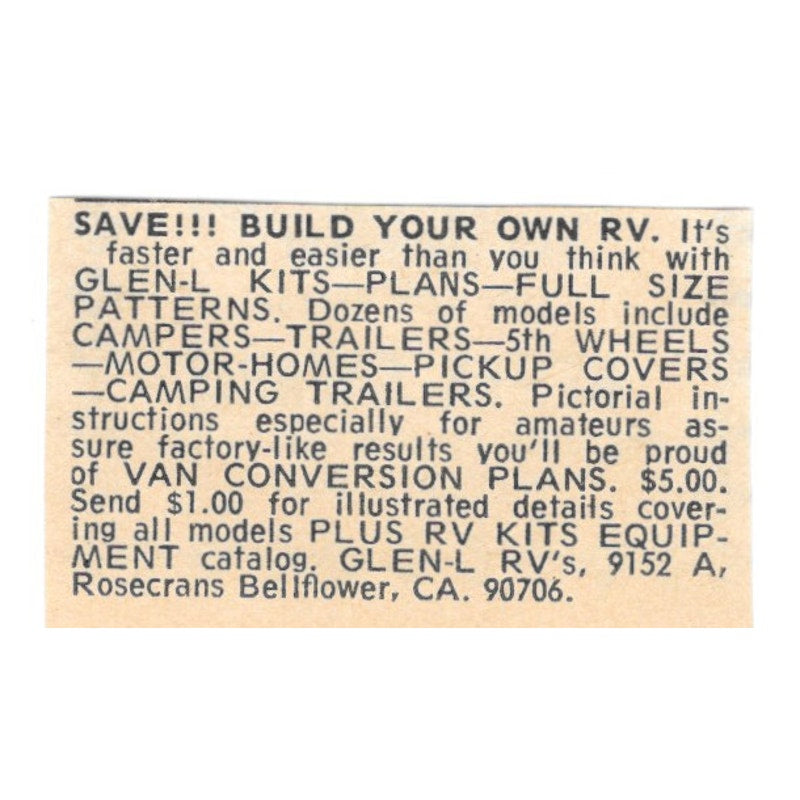 SAVE!!! BUILD YOUR OWN RV. It's
faster and easier than you think with
GLEN-L KITS—PLANS—FULL SIZE
PATTERNS. Dozens of models include
CAMPERS—TRAILERS—5th WHEELS
—MOTOR-HOMES—PICKUP COVERS
—CAMPING TRAILERS. Pictorial in-
structions especially for amateurs as-
sure factory-like results you'll be proud
of VAN CONVERSION PLANS. $5.00.
Send $1.00 for illustrated details cover-
ing all models PLUS RV KITS EQUIP-
MENT catalog. GLEN-L RV's, 9152 A,
Rosecrans Bellflower, CA. 90706.